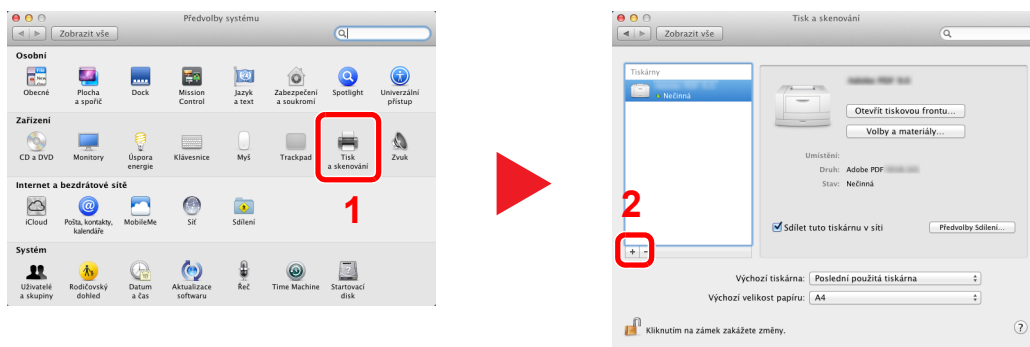 Předvolby systému
Zobrazit vše
Osobní
Obecné
Plocha
a spořič
Dock
Mission
Control
Jazyk
a text
Zabezpečení
a soukromí
Spotlight
Univerzální
přístup
Zařízení
CD a DVD
Monitory
Úspora
energie
Klávesnice
Myš
Trackpad
Tisk
a skenování
Zvuk
Internet a bezdrátové sítě
iCloud
Pošta, kontakty,
kalendáře
MobileMe
Síť
Sdílení
1
Systém
Uživatelé
a skupiny
Rodičovský
dohled
Datum
a čas
Aktualizace
softwaru
Řeč
Time Machine
Startovací
disk
Tisk a skenování
Zobrazit vše
Tiskárny
Nečinná
Otevřít tiskovou frontu...
Volby a materiály...
Umístění:
Druh: Adobe PDF
Stav: Nečinná
2
Sdílet tuto tiskárnu v síti
Předvolby Sdílení...
+ -
Výchozí tiskárna: Poslední použitá tiskárna
Výchozí velikost papíru: A4
Kliknutím na zámek zakážete změny.
?